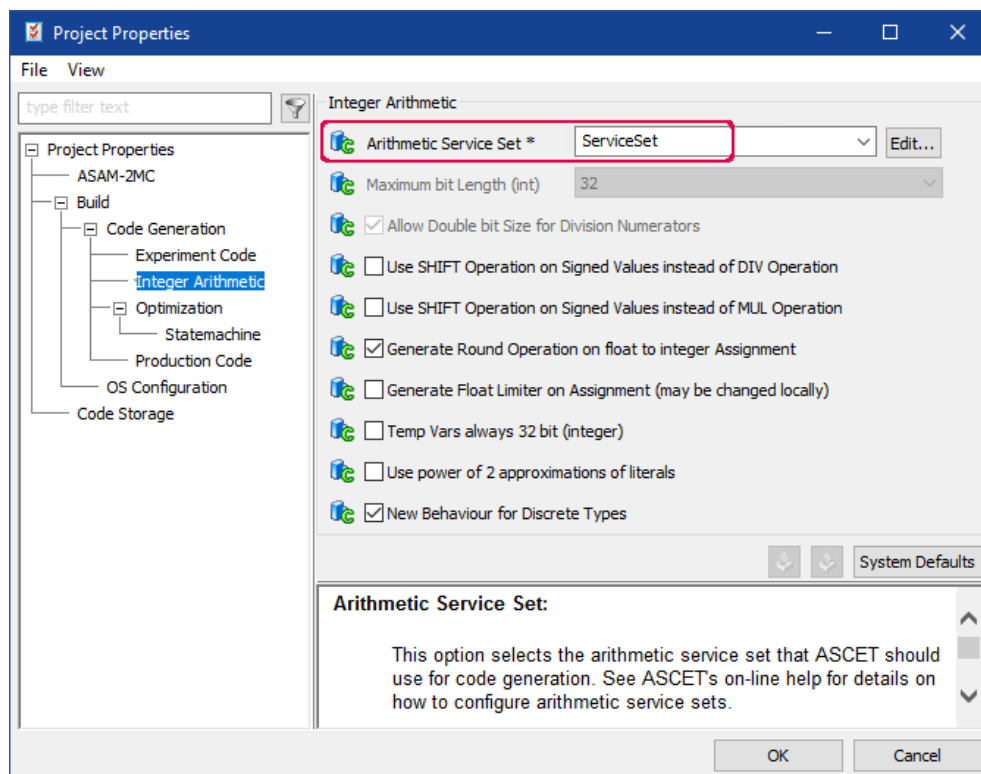 Project Properties
File View
type filter text
Project Properties
ASAM-2MC
Build
Code Generation
Experiment Code
Integer Arithmetic
Optimization
Statemachine
Production Code
OS Configuration
Code Storage
Integer Arithmetic
Arithmetic Service Set * ServiceSet Edit...
Maximum bit Length (int) 32
Allow Double bit Size for Division Numerators
Use SHIFT Operation on Signed Values instead of DIV Operation
Use SHIFT Operation on Signed Values instead of MUL Operation
Generate Round Operation on float to integer Assignment
Generate Float Limiter on Assignment (may be changed locally)
Temp Vars always 32 bit (integer)
Use power of 2 approximations of literals
New Behaviour for Discrete Types
System Defaults
Arithmetic Service Set:
This option selects the arithmetic service set that ASCET should
use for code generation. See ASCET's on-line help for details on
how to configure arithmetic service sets.
OK Cancel